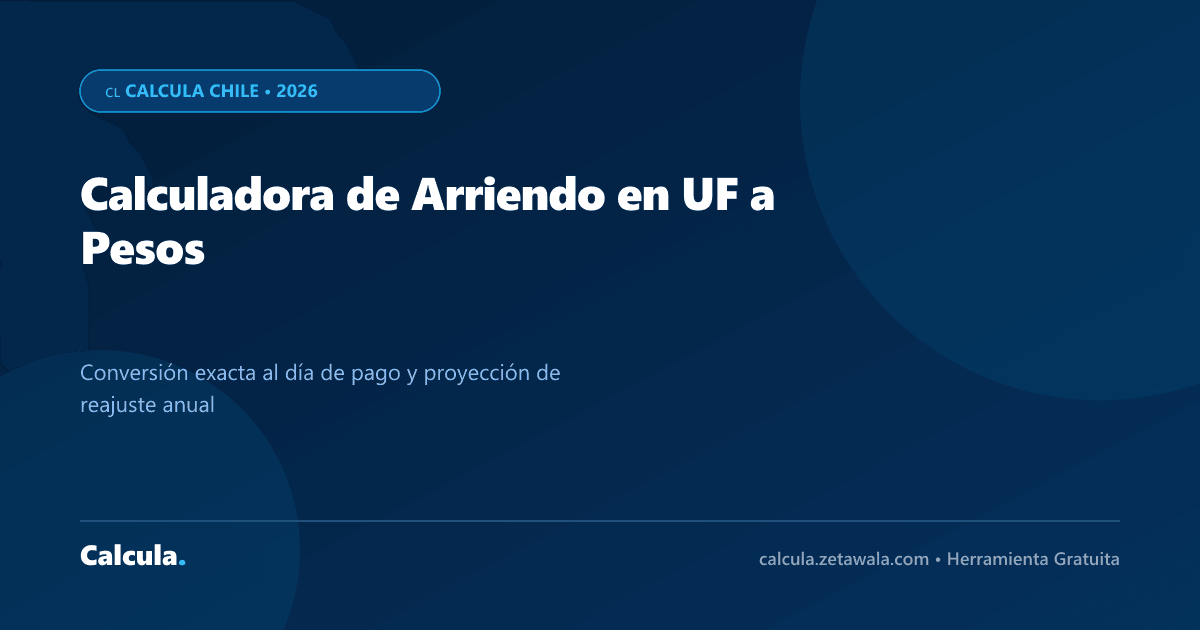 CL CALCULA CHILE • 2026
Calculadora de Arriendo en UF a
Pesos
Conversión exacta al día de pago y proyección de
reajuste anual
Calcula.
calcula.zetawala.com • Herramienta Gratuita